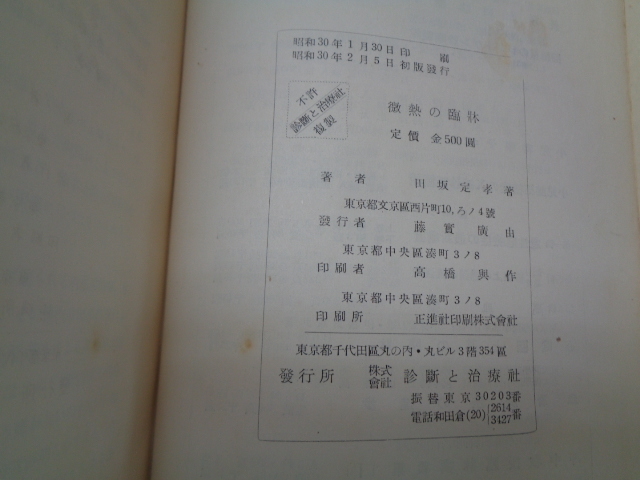 昭和30年1月30日印刷
昭和30年2月5日初版發行
不許
診斷と治療社
復製
微熱の臨牀
定價 金500圓
著者 田坂定孝著
東京都文京區西片町10,ろノ4號
發行者 藤實廣由
東京都中央區湊町3ノ8
印刷者 高橋與作
東京都中央區湊町3ノ8
印刷所 正進社印刷株式會社
東京都千代田區丸の內・丸ビル3階354區
發行所 株式會社 診斷と治療社
振替東京30203番
電話和田倉(20) 2614 3427 番